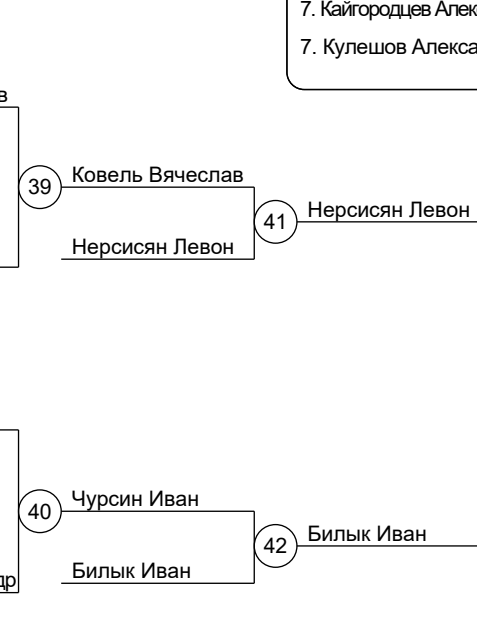 7. Кайгородцев Алек
7. Кулешов Алекса
в
39
Ковель Вячеслав
41
Нерсисян Левон
Нерсисян Левон
40
Чурсин Иван
42
Билык Иван
Билык Иван
др